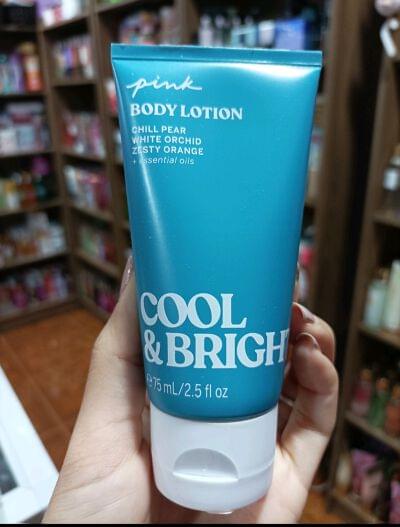 pink
BODY LOTION
CHILL PEAR
WHITE ORCHID
ZESTY ORANGE
+ essential oils
COOL
& BRIGH
℮ 75 mL/2.5 fl oz